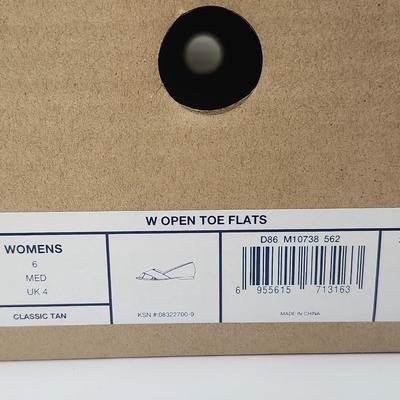 W OPEN TOE FLATS
WOMENS
6
MED
UK 4
CLASSIC TAN
KSN #:08322700-9
D86 M10738 562
6 955615 713163
MADE IN CHINA